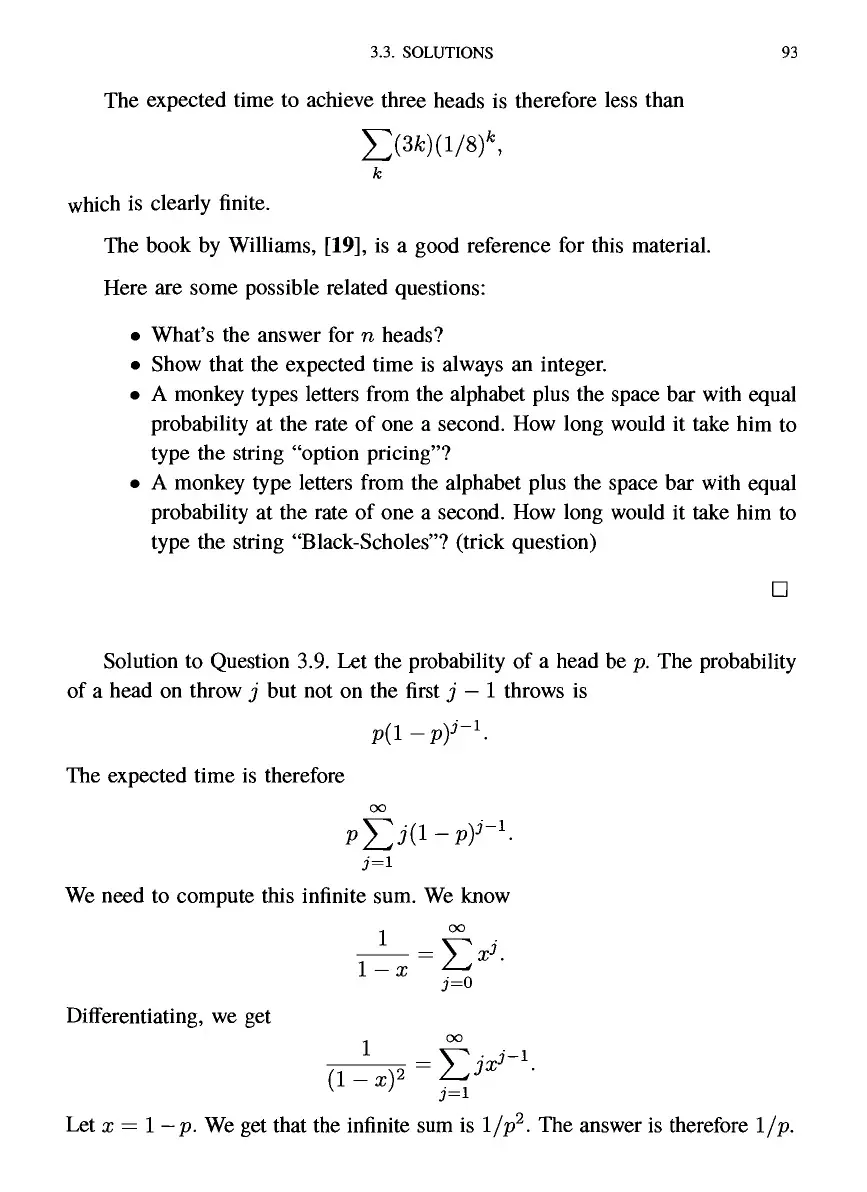 3.3. SOLUTIONS 93
The expected time to achieve three heads is therefore less than
∑(3k)(1/8)^k,
k
which is clearly finite.
The book by Williams, [19], is a good reference for this material.
Here are some possible related questions:
• What's the answer for n heads?
• Show that the expected time is always an integer.
• A monkey types letters from the alphabet plus the space bar with equal
probability at the rate of one a second. How long would it take him to
type the string “option pricing”?
• A monkey type letters from the alphabet plus the space bar with equal
probability at the rate of one a second. How long would it take him to
type the string “Black-Scholes”? (trick question)
□
Solution to Question 3.9. Let the probability of a head be p. The probability
of a head on throw j but not on the first j − 1 throws is
p(1 − p)^{j−1}.
The expected time is therefore
p ∑_{j=1}^{∞} j(1 − p)^{j−1}.
We need to compute this infinite sum. We know
1/(1 − x) = ∑_{j=0}^{∞} x^j.
Differentiating, we get
1/(1 − x)^2 = ∑_{j=1}^{∞} jx^{j−1}.
Let x = 1 − p. We get that the infinite sum is 1/p^2. The answer is therefore 1/p.